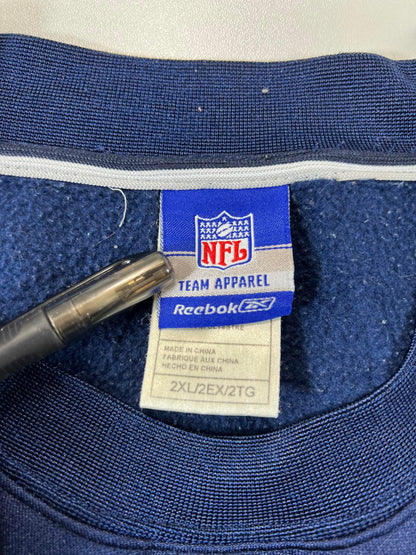 NFL
TEAM APPAREL
Reebok
MADE IN CHINA
FABRIQUE AUX CHINA
HECHO EN CHINA
2XL/2EX/2TG